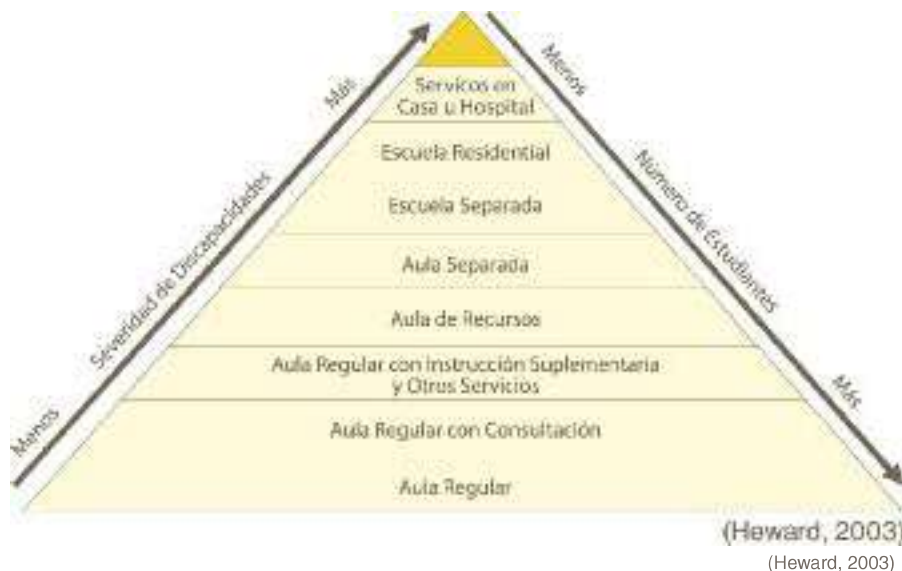 Más
Menos
Servicos en
Casa u Hospital
Escuela Residential
Escuela Separada
Severidad de Discapacidades
Número de Estudiantes
Aula Separada
Aula de Recursos
Aula Regular con Instrucción Suplementaria
y Otros Servicios
Menos
Más
Aula Regular con Consultación
Aula Regular
(Heward, 2003)
(Heward, 2003)